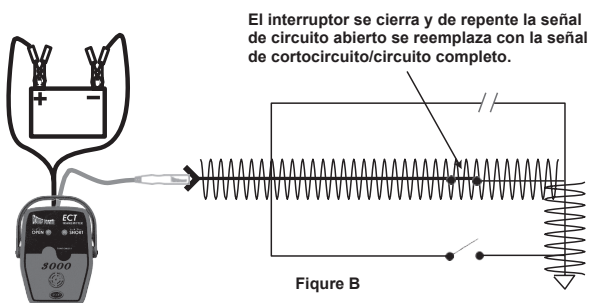 El interruptor se cierra y de repente la señal
de circuito abierto se reemplaza con la señal
de cortocircuito/circuito completo.
+ −
ECT
OPEN SHORT
3000
Figure B